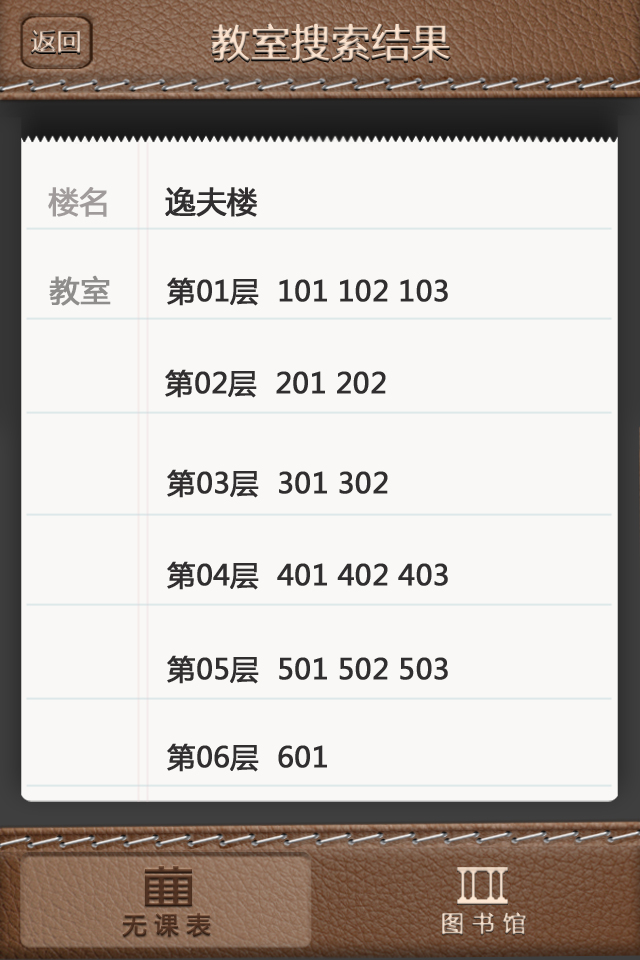 返回 教室搜索结果
楼名 逸夫楼
教室 第01层 101 102 103
第02层 201 202
第03层 301 302
第04层 401 402 403
第05层 501 502 503
第06层 601
无课表 图书馆